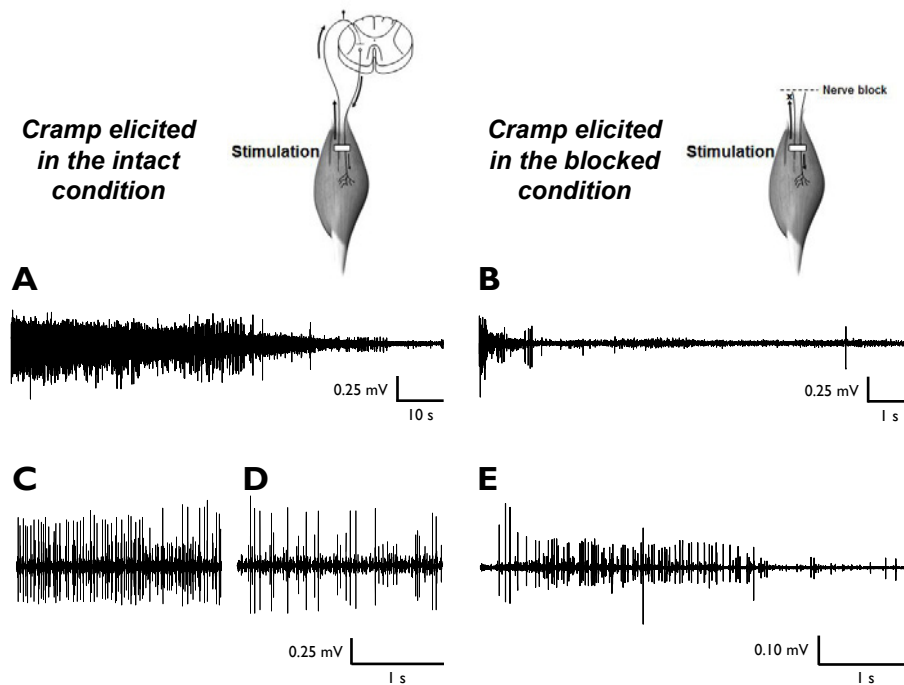 Cramp elicited
in the intact
condition
Stimulation
Cramp elicited
in the blocked
condition
Stimulation
x
Nerve block
A
0.25 mV
10 s
B
0.25 mV
1 s
C
D
0.25 mV
1 s
E
0.10 mV
1 s